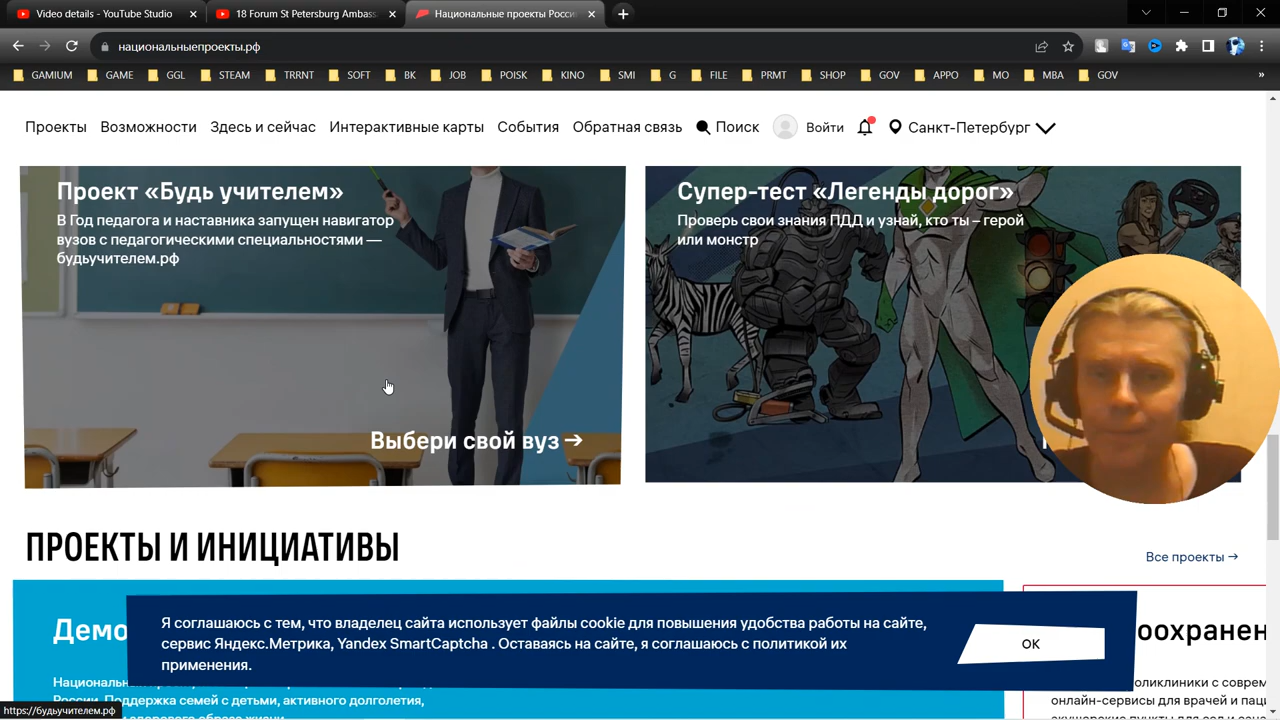 Video details - YouTube Studio
18 Forum St Petersburg Ambass
Национальные проекты Росси
национальныепроекты.рф
GAMIUM GAME GGL STEAM TRRNT SOFT BK JOB POISK KINO SMI G FILE PRMT SHOP GOV APPO MO MBA GOV »
Проекты Возможности Здесь и сейчас Интерактивные карты События Обратная связь Поиск Войти Санкт-Петербург
Проект «Будь учителем»
В Год педагога и наставника запущен навигатор
вузов с педагогическими специальностями —
будьучителем.рф
Выбери свой вуз →
Супер-тест «Легенды дорог»
Проверь свои знания ПДД и узнай, кто ты – герой
или монстр
ПРОЕКТЫ И ИНИЦИАТИВЫ
Все проекты →
Демо
оохранен
Я соглашаюсь с тем, что владелец сайта использует файлы cookie для повышения удобства работы на сайте,
сервис Яндекс.Метрика, Yandex SmartCaptcha . Оставаясь на сайте, я соглашаюсь с политикой их
применения.
OK
Националь
России. Поддержка семей с детьми, активного долголетия,
оликлиники с соврем
онлайн-сервисы для врачей и паци
https://будьучителем.рф